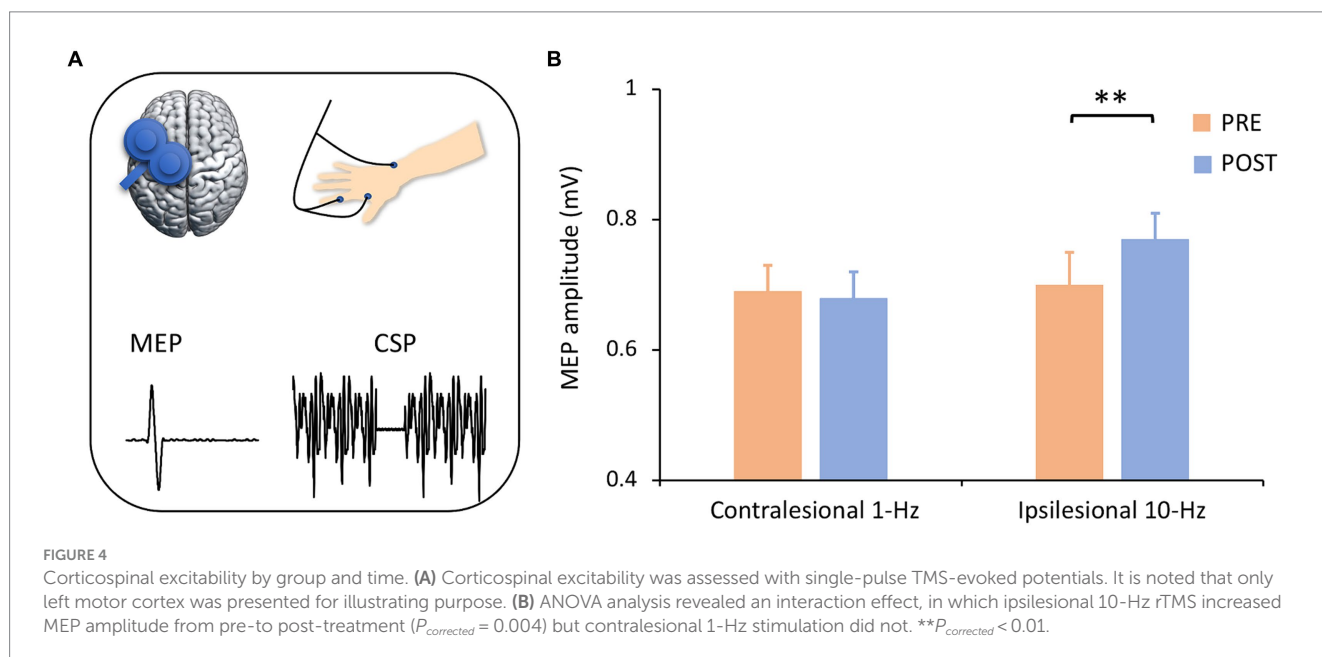 A
MEP
CSP
B
MEP amplitude (mV)
1
0.8
0.6
0.4
**
PRE
POST
Contralesional 1-Hz
Ipsilesional 10-Hz
FIGURE 4
Corticospinal excitability by group and time. (A) Corticospinal excitability was assessed with single-pulse TMS-evoked potentials. It is noted that only
left motor cortex was presented for illustrating purpose. (B) ANOVA analysis revealed an interaction effect, in which ipsilesional 10-Hz rTMS increased
MEP amplitude from pre-to post-treatment (Pcorrected = 0.004) but contralesional 1-Hz stimulation did not. **Pcorrected < 0.01.